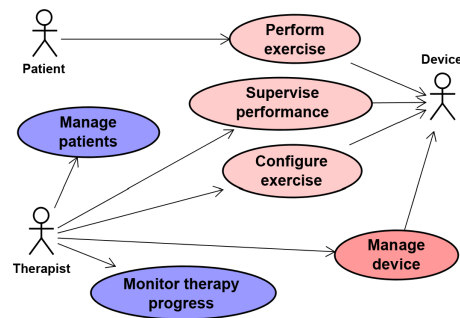 Perform
exercise
Patient
Device
Supervise
performance
Manage
patients
Configure
exercise
Manage
device
Therapist
Monitor therapy
progress